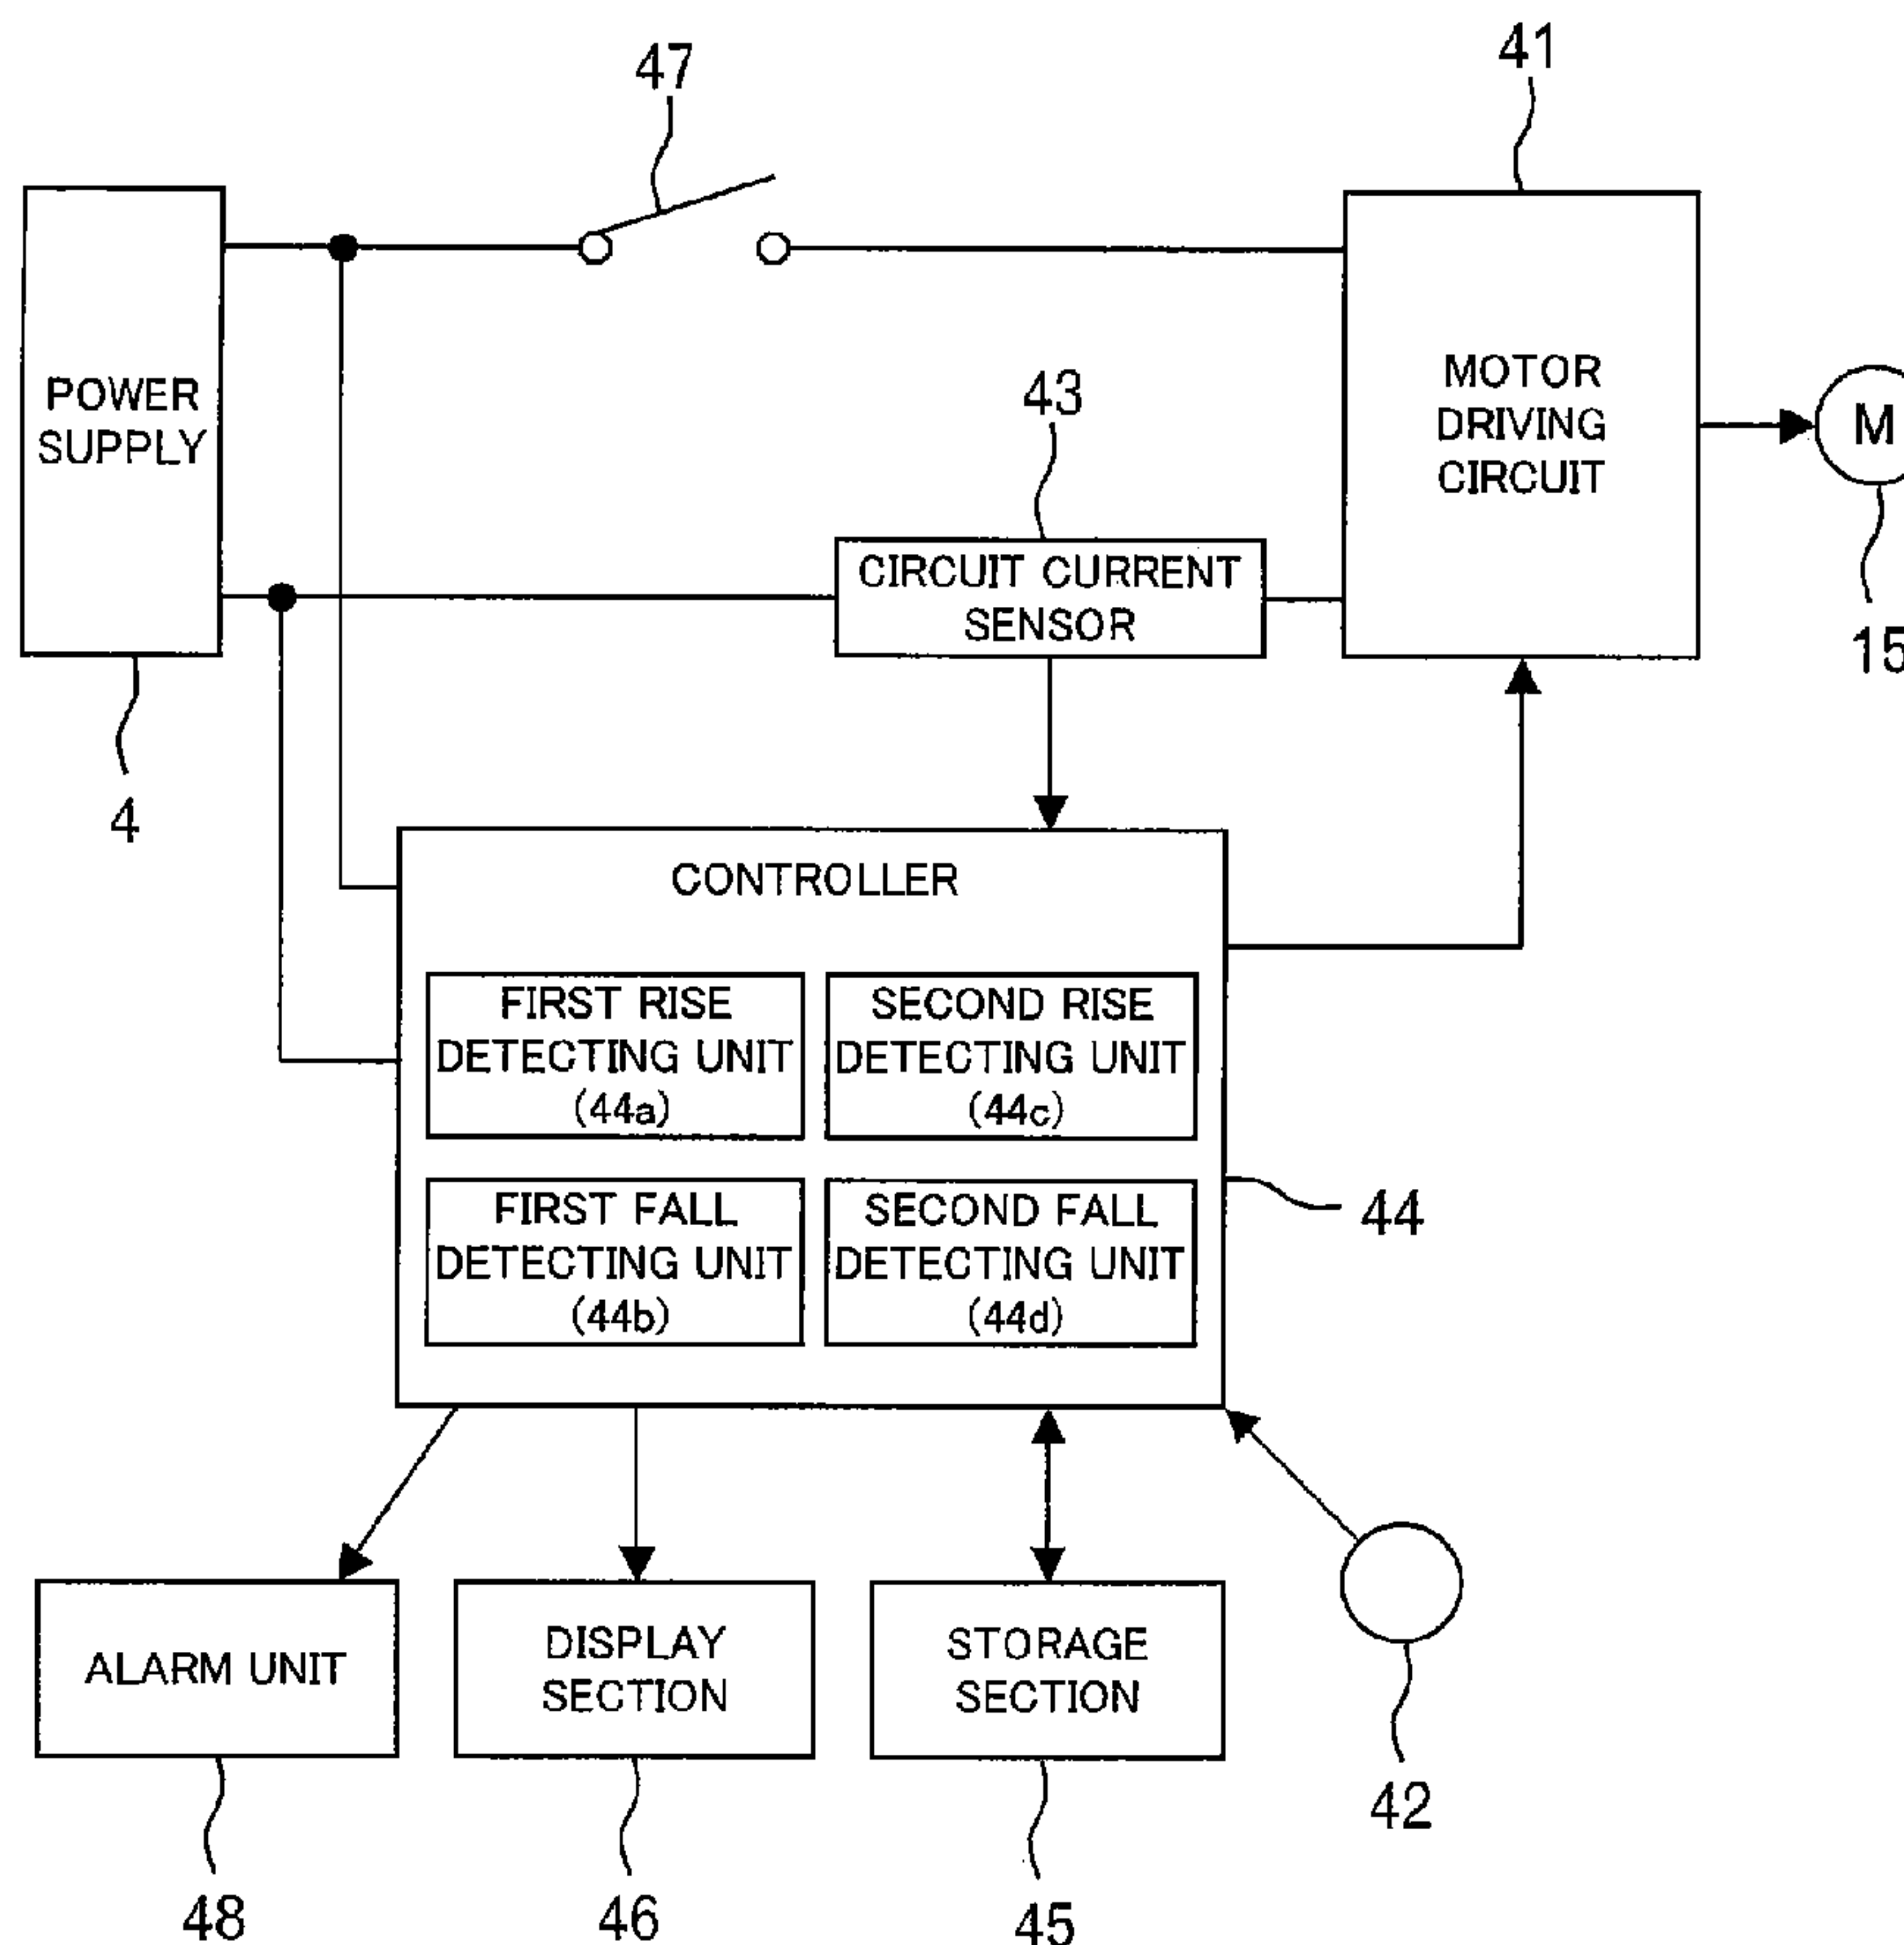 47
41
POWER
SUPPLY
MOTOR
DRIVING
CIRCUIT
M
43
CIRCUIT CURRENT
SENSOR
15
4
CONTROLLER
FIRST RISE
DETECTING UNIT
(44a)
SECOND RISE
DETECTING UNIT
(44c)
FIRST FALL
DETECTING UNIT
(44b)
SECOND FALL
DETECTING UNIT
(44d)
44
ALARM UNIT
DISPLAY
SECTION
STORAGE
SECTION
42
48
46
45